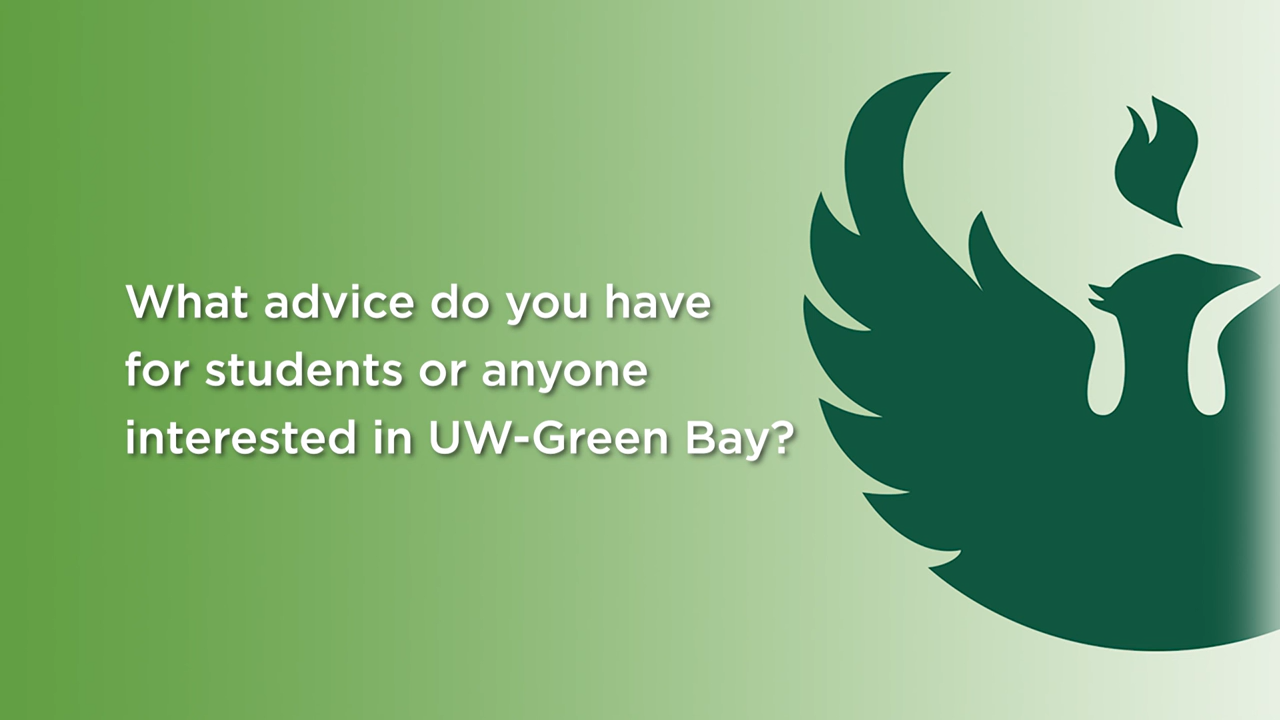 What advice do you have
for students or anyone
interested in UW-Green Bay?